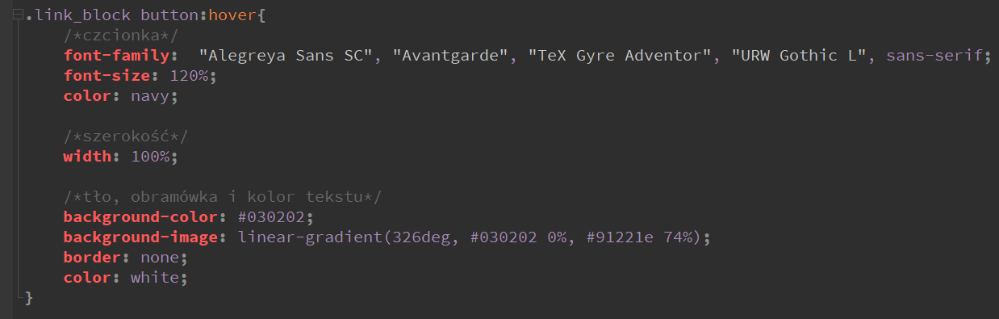 .link_block button:hover{
/*czcionka*/
font-family:  "Alegreya Sans SC", "Avantgarde", "TeX Gyre Adventor", "URW Gothic L", sans-serif;
font-size: 120%;
color: navy;
/*szerokość*/
width: 100%;
/*tło, obramówka i kolor tekstu*/
background-color: #030202;
background-image: linear-gradient(326deg, #030202 0%, #91221e 74%);
border: none;
color: white;
}